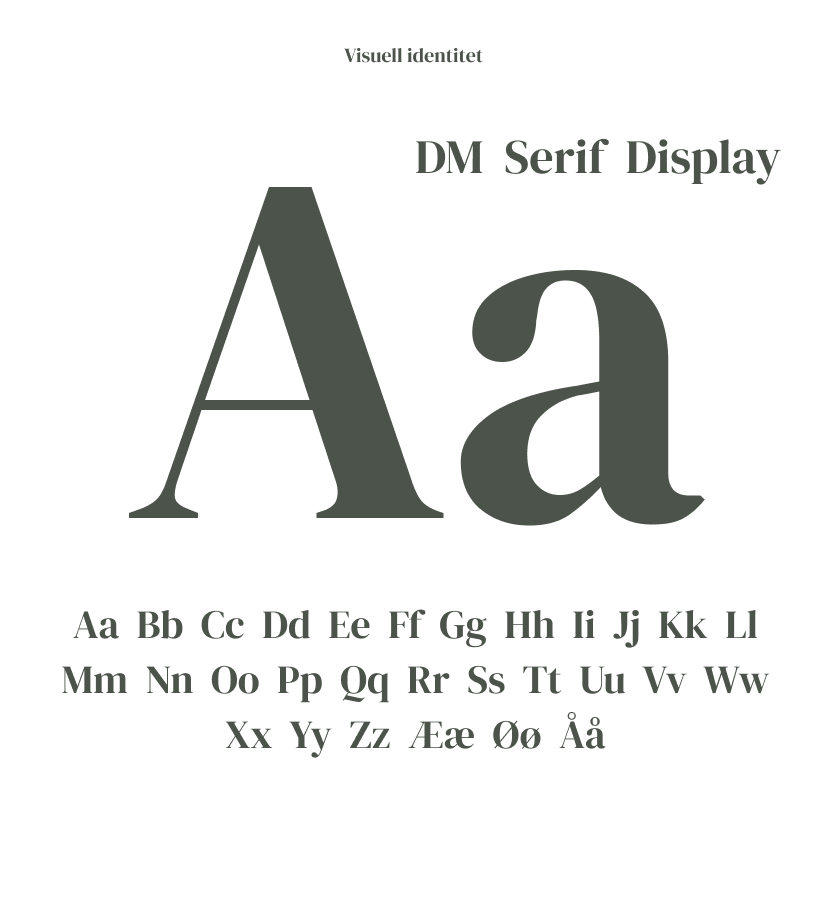 Visuell identitet
DM Serif Display
Aa
Aa Bb Cc Dd Ee Ff Gg Hh Ii Jj Kk Ll
Mm Nn Oo Pp Qq Rr Ss Tt Uu Vv Ww
Xx Yy Zz Ææ Øø Åå